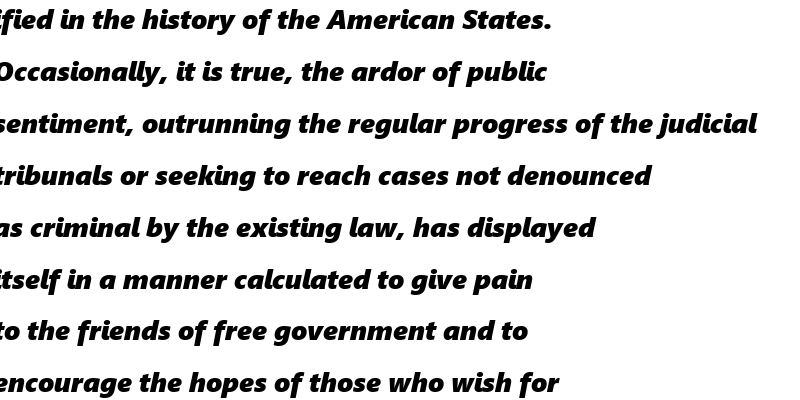 ified in the history of the American States.
Occasionally, it is true, the ardor of public
sentiment, outrunning the regular progress of the judicial
tribunals or seeking to reach cases not denounced
as criminal by the existing law, has displayed
itself in a manner calculated to give pain
to the friends of free government and to
encourage the hopes of those who wish for